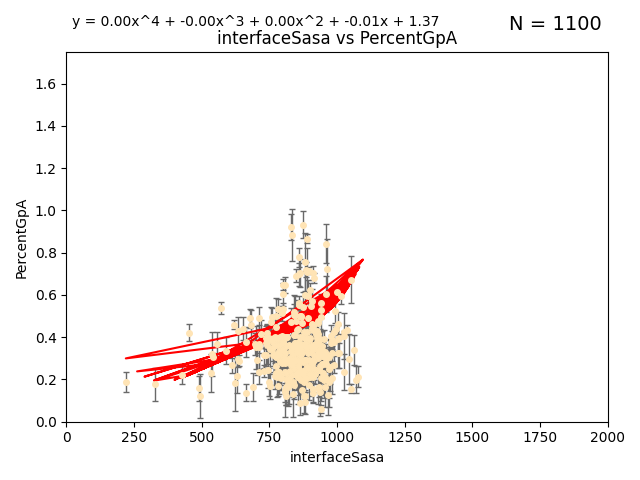 y = 0.00x^4 + -0.00x^3 + 0.00x^2 + -0.01x + 1.37
N = 1100
interfaceSasa vs PercentGpA
PercentGpA
1.6
1.4
1.2
1.0
0.8
0.6
0.4
0.2
0.0
0 250 500 750 1000 1250 1500 1750 2000
interfaceSasa